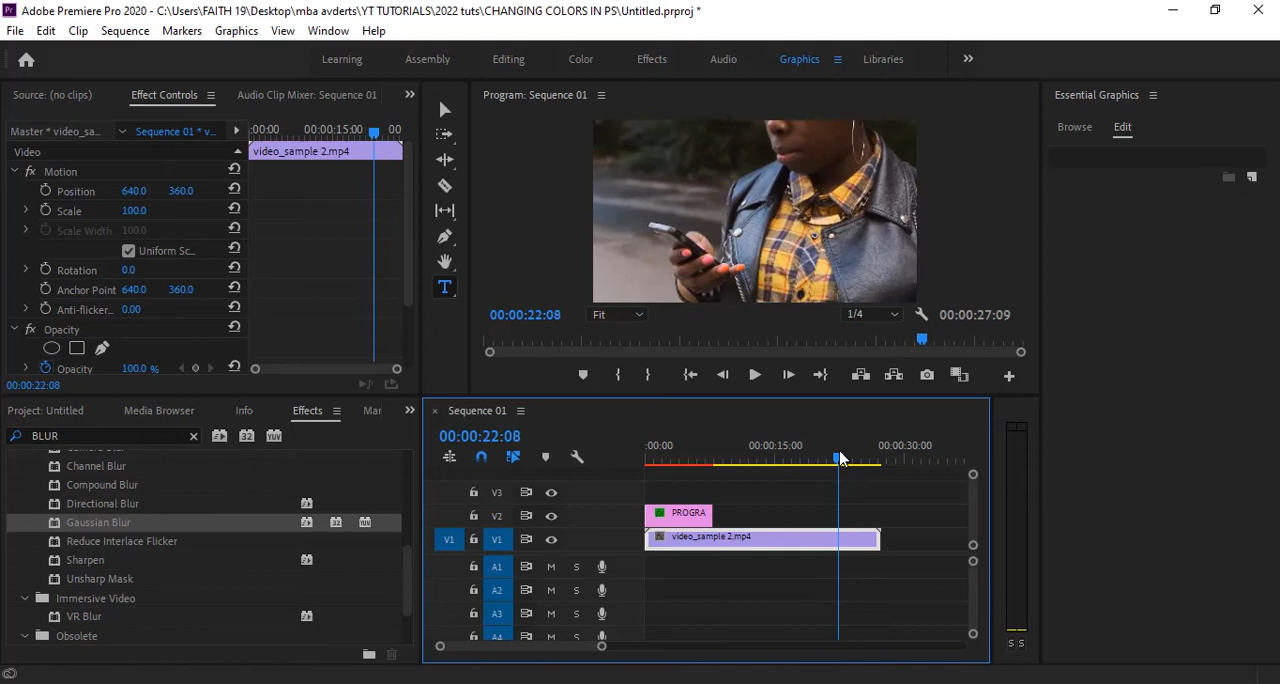 Pr Adobe Premiere Pro 2020 - C:\Users\FAITH 19\Desktop\mba avderts\YT TUTORIALS\2022 tuts\CHANGING COLORS IN PS\Untitled.prproj *
File Edit Clip Sequence Markers Graphics View Window Help
Learning Assembly Editing Color Effects Audio Graphics Libraries
Source: (no clips) Effect Controls Audio Clip Mixer: Sequence 01
Program: Sequence 01
Essential Graphics
Browse Edit
Master * video_sa... Sequence 01 * v... :00:00 00:00:15:00 00
Video video_sample 2.mp4
fx Motion
Position 640.0 360.0
Scale 100.0
Scale Width 100.0
Uniform Sc...
Rotation 0.0
Anchor Point 640.0 360.0
Anti-flicker... 0.00
fx Opacity
Opacity 100.0 %
00:00:22:08
T
00:00:22:08 Fit 1/4 00:00:27:09
Project: Untitled Media Browser Info Effects Mar
BLUR 32 YUV
Channel Blur
Compound Blur
Directional Blur
Gaussian Blur 32 YUV
Reduce Interlace Flicker
Sharpen
Unsharp Mask
Immersive Video
VR Blur
Obsolete
× Sequence 01
00:00:22:08 :00:00 00:00:15:00 00:00:30:00
V3
V2 fx PROGRA
V1 V1 fx video_sample 2.mp4
A1 M S
A2 M S
A3 M S
A4 M S
S S